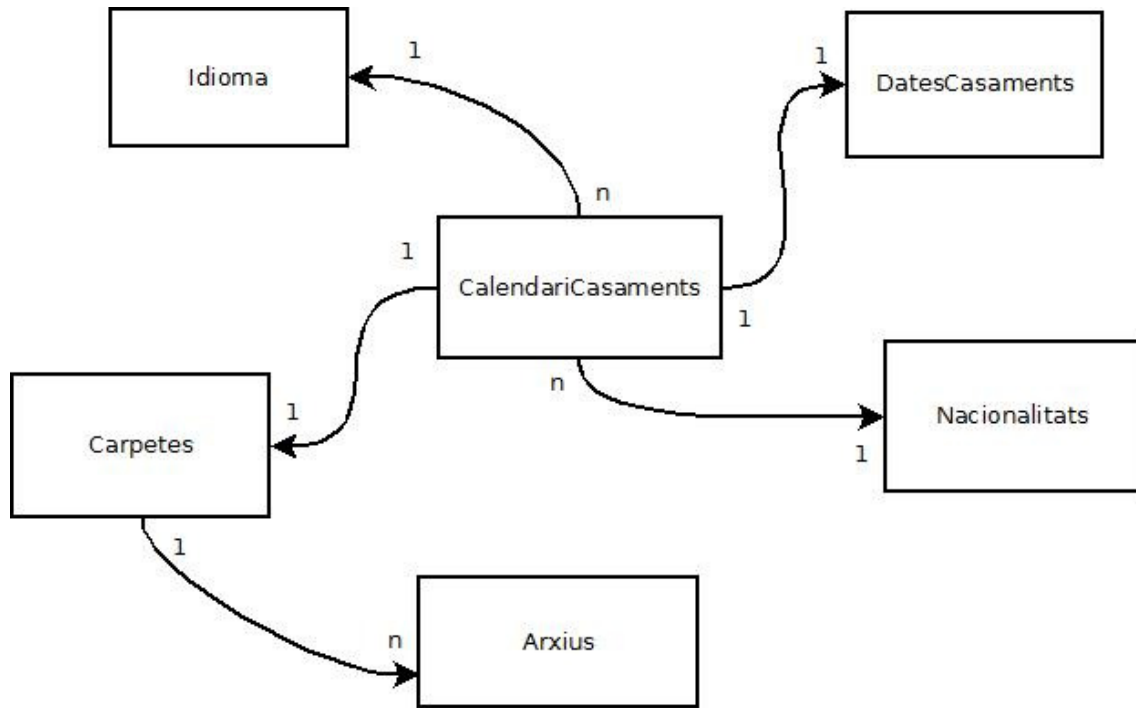 1
Idioma
1
DatesCasaments
n
1
CalendariCasaments
1
n
1
Carpetes
Nacionalitats
1
1
n
Arxius